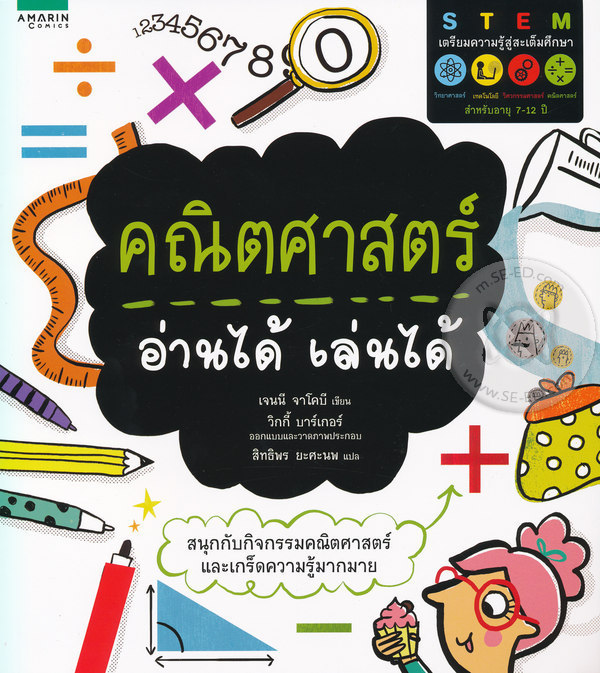 AMARIN
COMICS
1234567890
STEM
เตรียมความรู้สู่สะเต็มศึกษา
วิทยาศาสตร์ เทคโนโลยี วิศวกรรมศาสตร์ คณิตศาสตร์
สำหรับอายุ 7-12 ปี
คณิตศาสตร์
อ่านได้ เล่นได้
m.SE-ED.com
www.SE-ED.com
เจนนี จาโคบี เขียน
วิกกี้ บาร์เกอร์
ออกแบบและวาดภาพประกอบ
สิทธิพร ยะศะนพ แปล
สนุกกับกิจกรรมคณิตศาสตร์
และเกร็ดความรู้มากมาย